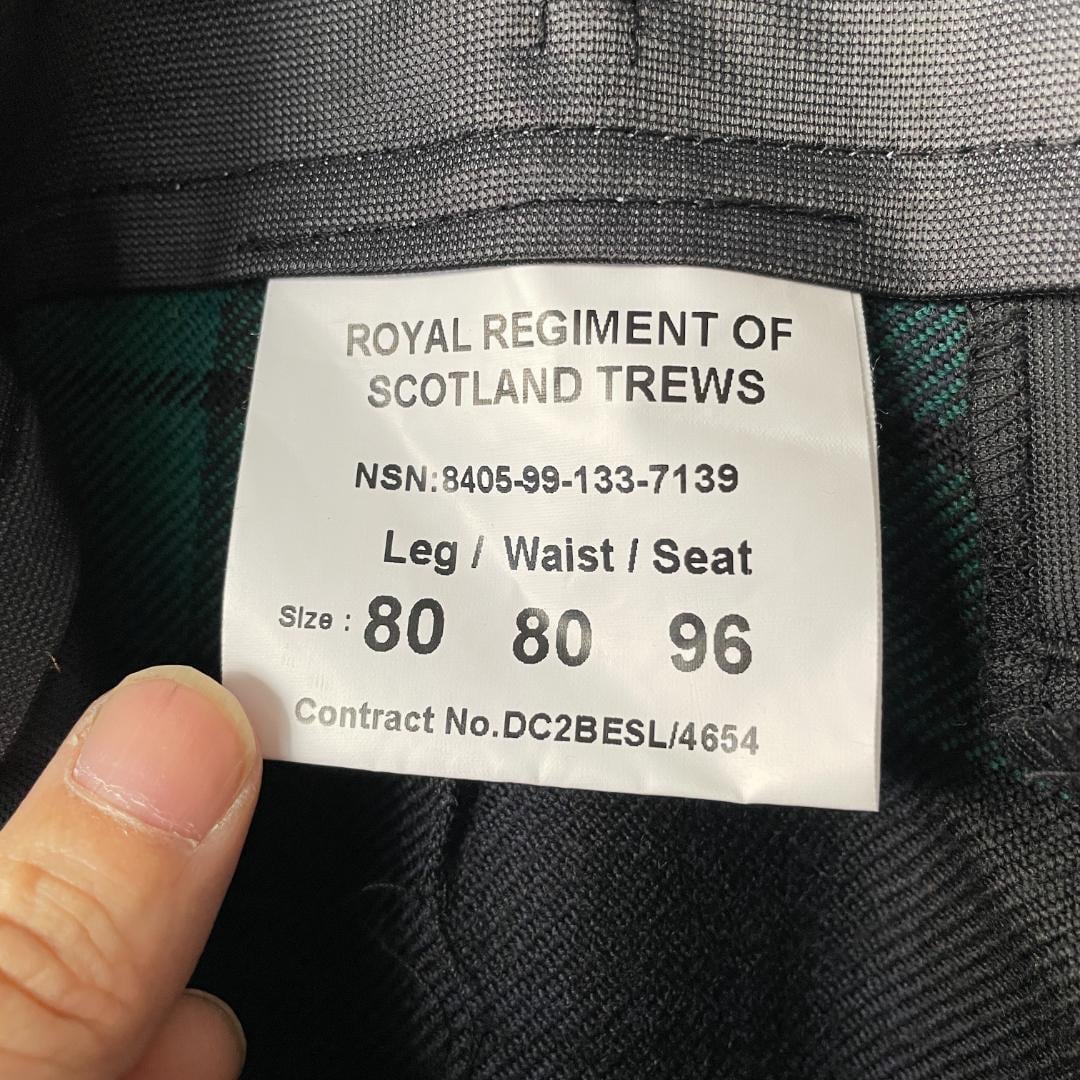 ROYAL REGIMENT OF
SCOTLAND TREWS
NSN:8405-99-133-7139
Leg / Waist / Seat
Size : 80 80 96
Contract No.DC2BESL/4654